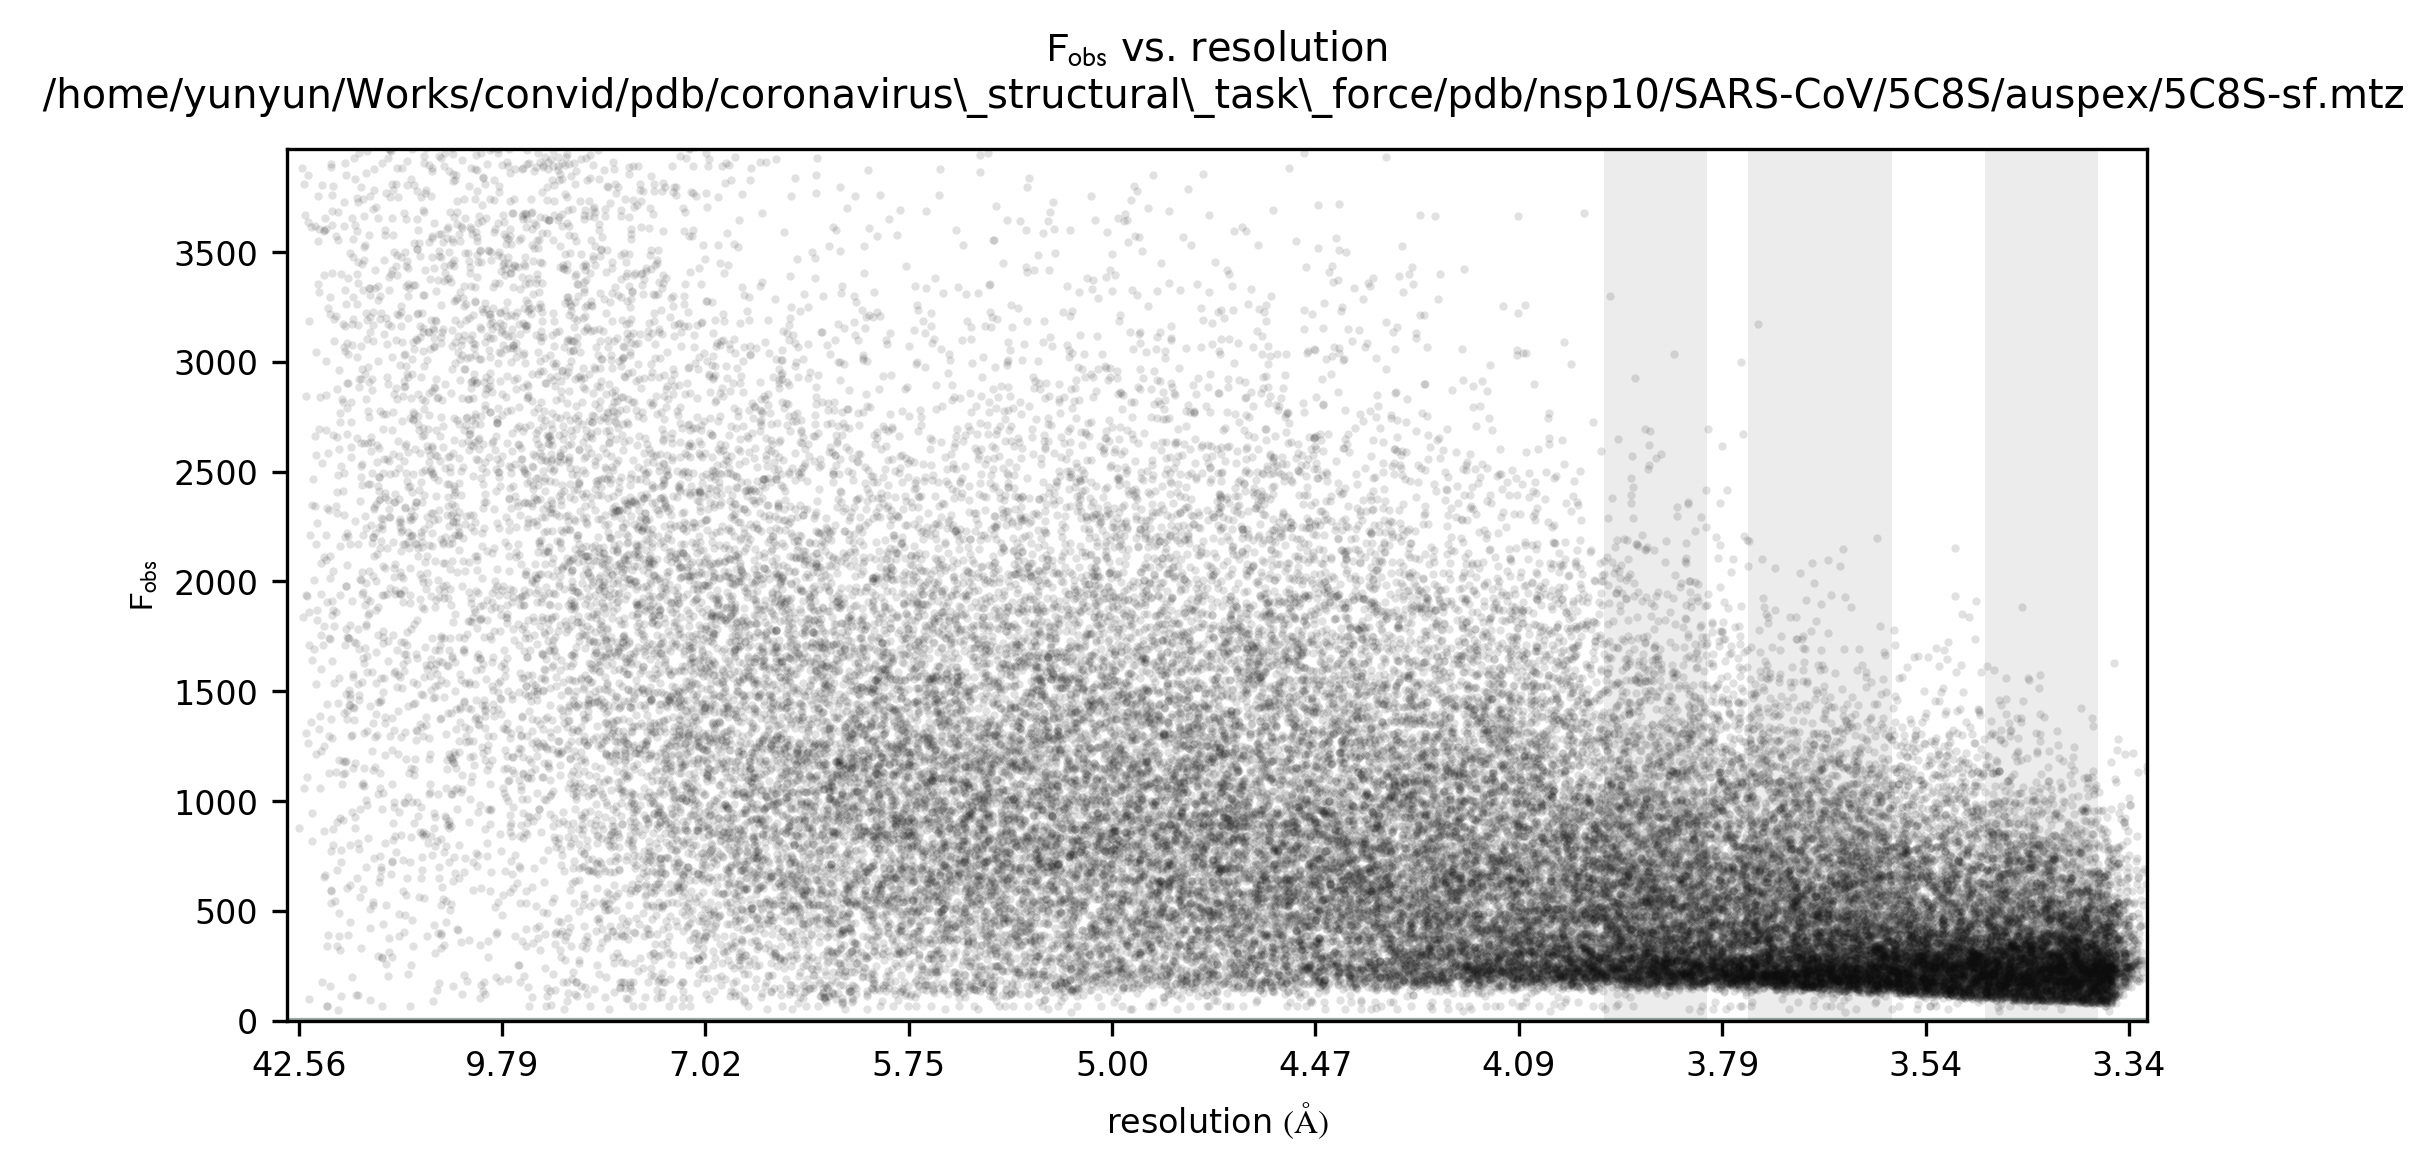 Fobs vs. resolution
/home/yunyun/Works/convid/pdb/coronavirus\_structural\_task\_force/pdb/nsp10/SARS-CoV/5C8S/auspex/5C8S-sf.mtz
3500
3000
2500
2000
1500
1000
500
0
Fobs
42.56 9.79 7.02 5.75 5.00 4.47 4.09 3.79 3.54 3.34
resolution (Å)